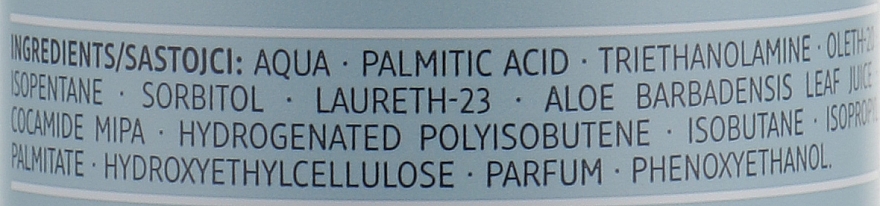 INGREDIENTS/SASTOJCI: AQUA · PALMITIC ACID · TRIETHANOLAMINE · OLETH-20
ISOPENTANE · SORBITOL · LAURETH-23 · ALOE BARBADENSIS LEAF JUICE
COCAMIDE MIPA · HYDROGENATED POLYISOBUTENE · ISOBUTANE · ISOPROPYL
PALMITATE · HYDROXYETHYLCELLULOSE · PARFUM · PHENOXYETHANOL.